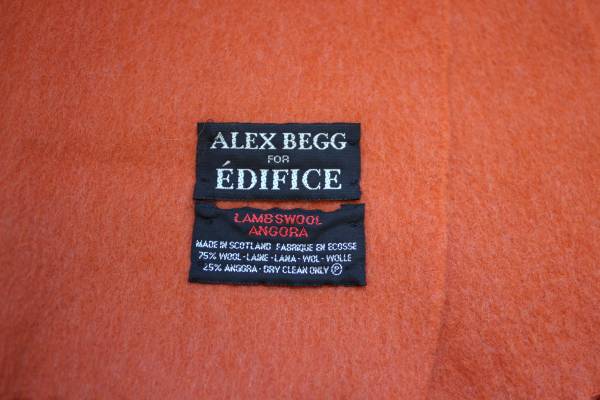 ALEX BEGG
FOR
ÉDIFICE
LAMBSWOOL
ANGORA
MADE IN SCOTLAND FABRIQUE EN ECOSSE
75% WOOL-LAINE-LANA-WOL-WOLLE
25% ANGORA-DRY CLEAN ONLY Ⓟ